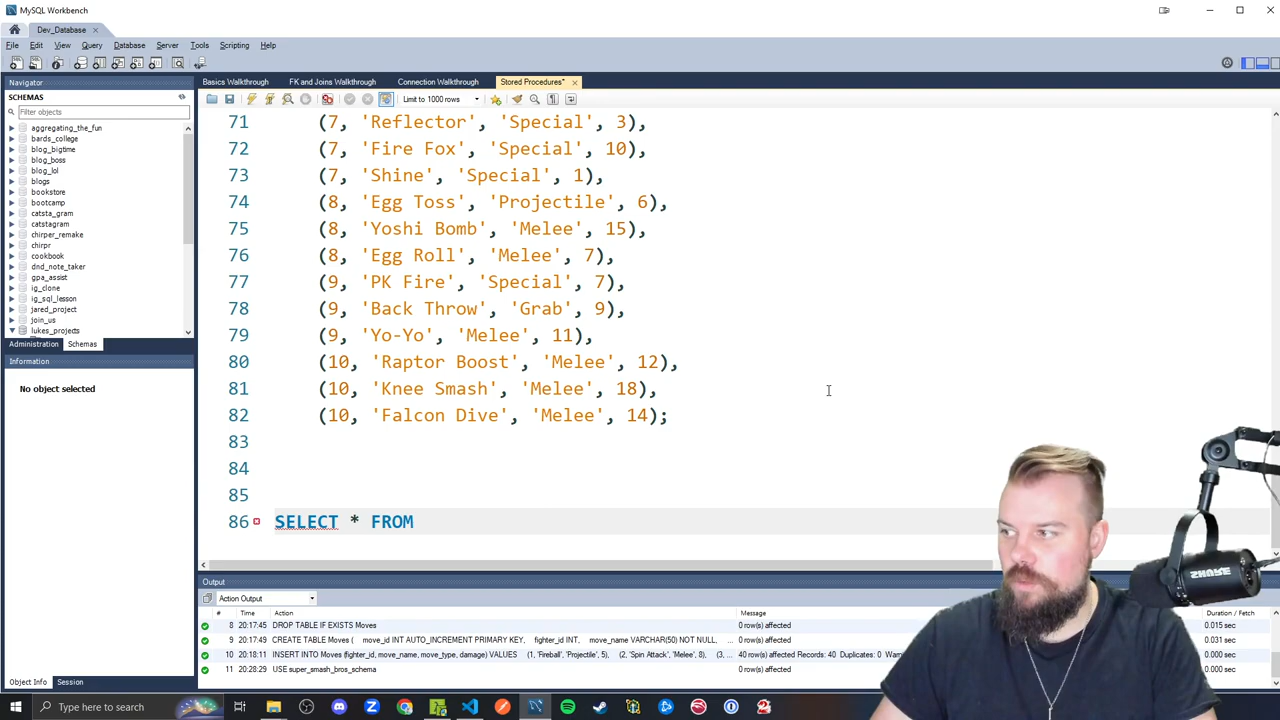 MySQL Workbench
Dev_Database
File Edit View Query Database Server Tools Scripting Help
Navigator
SCHEMAS
Filter objects
aggregating_the_fun
bards_college
blog_bigtime
blog_boss
blog_lol
blogs
bookstore
bootcamp
catsta_gram
catstagram
chirper_remake
chirpr
cookbook
dnd_note_taker
gpa_assist
ig_clone
ig_sql_lesson
jared_project
join_us
lukes_projects
Administration Schemas
Information
No object selected
Object Info Session
Basics Walkthrough FK and Joins Walkthrough Connection Walkthrough Stored Procedures*
Limit to 1000 rows
71 (7, 'Reflector', 'Special', 3),
72 (7, 'Fire Fox', 'Special', 10),
73 (7, 'Shine', 'Special', 1),
74 (8, 'Egg Toss', 'Projectile', 6),
75 (8, 'Yoshi Bomb', 'Melee', 15),
76 (8, 'Egg Roll', 'Melee', 7),
77 (9, 'PK Fire', 'Special', 7),
78 (9, 'Back Throw', 'Grab', 9),
79 (9, 'Yo-Yo', 'Melee', 11),
80 (10, 'Raptor Boost', 'Melee', 12),
81 (10, 'Knee Smash', 'Melee', 18),
82 (10, 'Falcon Dive', 'Melee', 14);
83
84
85
86 SELECT * FROM
Output
Action Output
# Time Action Message Duration / Fetch
8 20:17:45 DROP TABLE IF EXISTS Moves 0 row(s) affected 0.015 sec
9 20:17:49 CREATE TABLE Moves ( move_id INT AUTO_INCREMENT PRIMARY KEY, fighter_id INT, move_name VARCHAR(50) NOT NULL, ... 0 row(s) affected 0.031 sec
10 20:18:11 INSERT INTO Moves (fighter_id, move_name, move_type, damage) VALUES (1, 'Fireball', 'Projectile', 5), (2, 'Spin Attack', 'Melee', 8), (3, ... 40 row(s) affected Records: 40 Duplicates: 0 0.000 sec
11 20:28:29 USE super_smash_bros_schema 0 row(s) affected 0.000 sec
Type here to search
SHURE